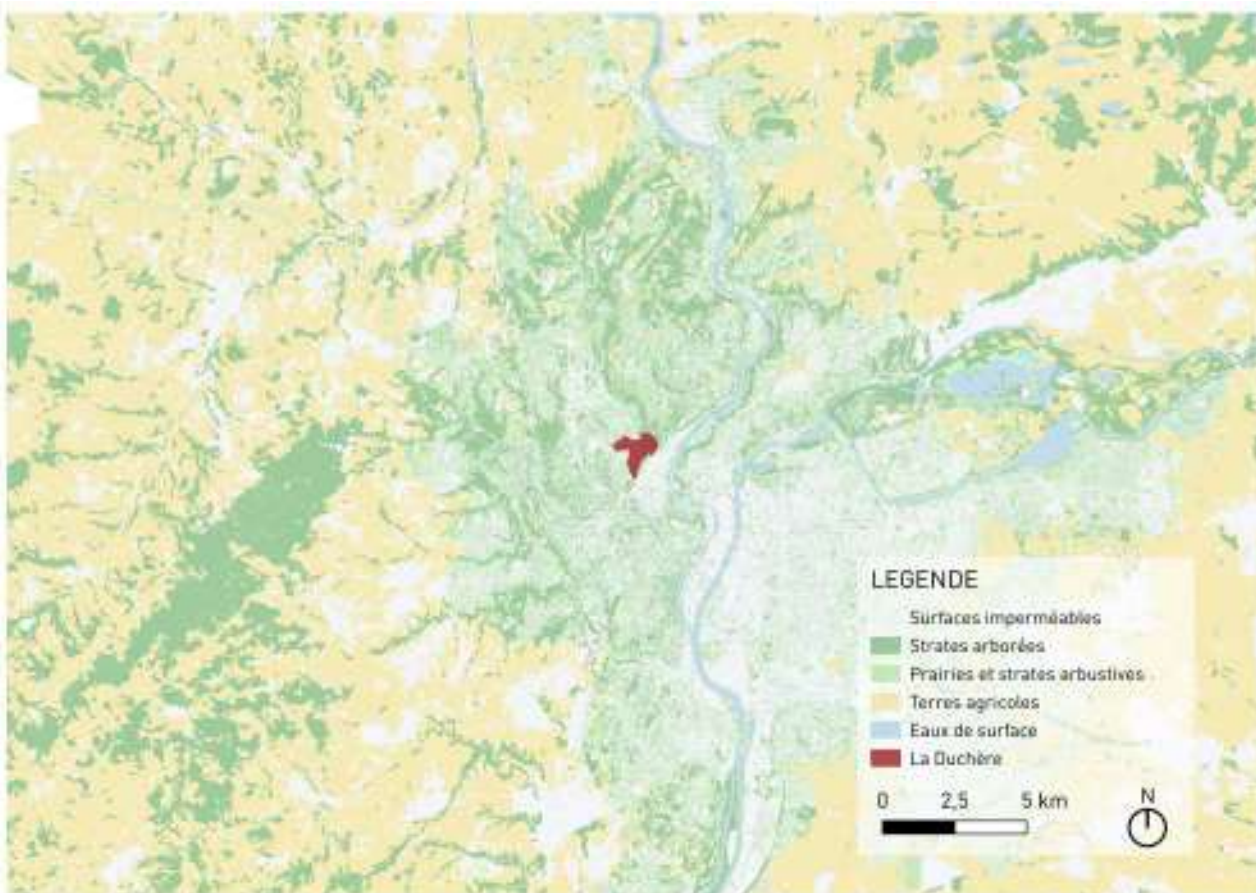 LEGENDE
Surfaces imperméables
Strates arborées
Prairies et strates arbustives
Terres agricoles
Eaux de surface
La Duchère
0 2,5 5 km
N